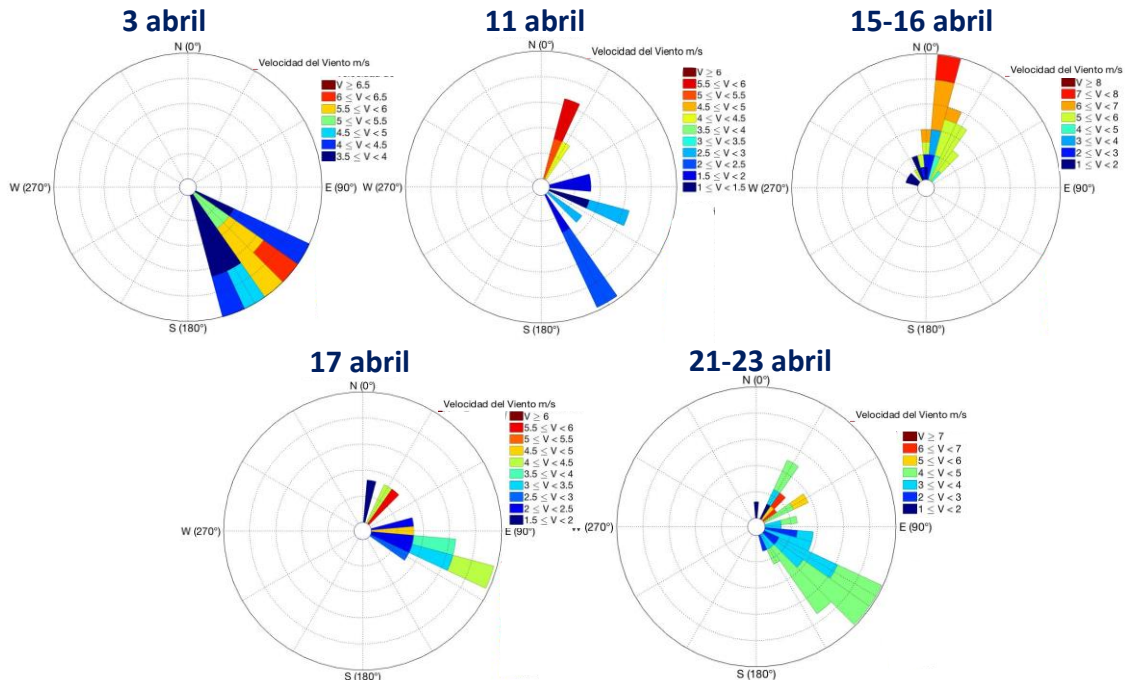 3 abril
N (0°)
Velocidad del Viento m/s
V ≥ 6.5
6 ≤ V < 6.5
5.5 ≤ V < 6
5 ≤ V < 5.5
4.5 ≤ V < 5
4 ≤ V < 4.5
3.5 ≤ V < 4
W (270°)
E (90°)
S (180°)
11 abril
N (0°)
Velocidad del Viento m/s
V ≥ 6
5.5 ≤ V < 6
5 ≤ V < 5.5
4.5 ≤ V < 5
4 ≤ V < 4.5
3.5 ≤ V < 4
3 ≤ V < 3.5
2.5 ≤ V < 3
2 ≤ V < 2.5
1.5 ≤ V < 2
1 ≤ V < 1.5
W (270°)
S (180°)
15-16 abril
N (0°)
Velocidad del Viento m/s
V ≥ 8
7 ≤ V < 8
6 ≤ V < 7
5 ≤ V < 6
4 ≤ V < 5
3 ≤ V < 4
2 ≤ V < 3
1 ≤ V < 2
W (270°)
E (90°)
S (180°)
17 abril
N (0°)
Velocidad del Viento m/s
V ≥ 6
5.5 ≤ V < 6
5 ≤ V < 5.5
4.5 ≤ V < 5
4 ≤ V < 4.5
3.5 ≤ V < 4
3 ≤ V < 3.5
2.5 ≤ V < 3
2 ≤ V < 2.5
1.5 ≤ V < 2
W (270°)
E (90°)
S (180°)
21-23 abril
N (0°)
Velocidad del Viento m/s
V ≥ 7
6 ≤ V < 7
5 ≤ V < 6
4 ≤ V < 5
3 ≤ V < 4
2 ≤ V < 3
1 ≤ V < 2
(270°)
E (90°)
S (180°)